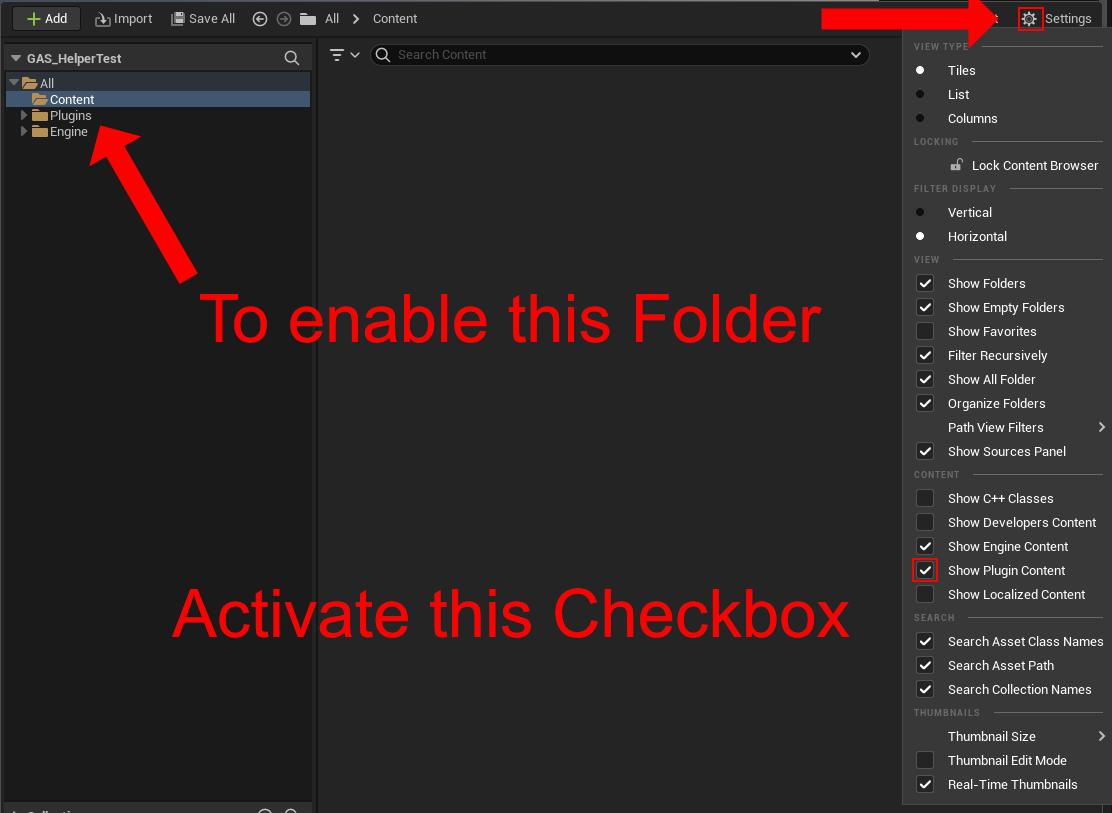 Add Import Save All All Content Settings
GAS_HelperTest
Search Content
All
Content
Plugins
Engine
To enable this Folder
Activate this Checkbox
VIEW TYPE
Tiles
List
Columns
LOCKING
Lock Content Browser
FILTER DISPLAY
Vertical
Horizontal
VIEW
Show Folders
Show Empty Folders
Show Favorites
Filter Recursively
Show All Folder
Organize Folders
Path View Filters
Show Sources Panel
CONTENT
Show C++ Classes
Show Developers Content
Show Engine Content
Show Plugin Content
Show Localized Content
SEARCH
Search Asset Class Names
Search Asset Path
Search Collection Names
THUMBNAILS
Thumbnail Size
Thumbnail Edit Mode
Real-Time Thumbnails